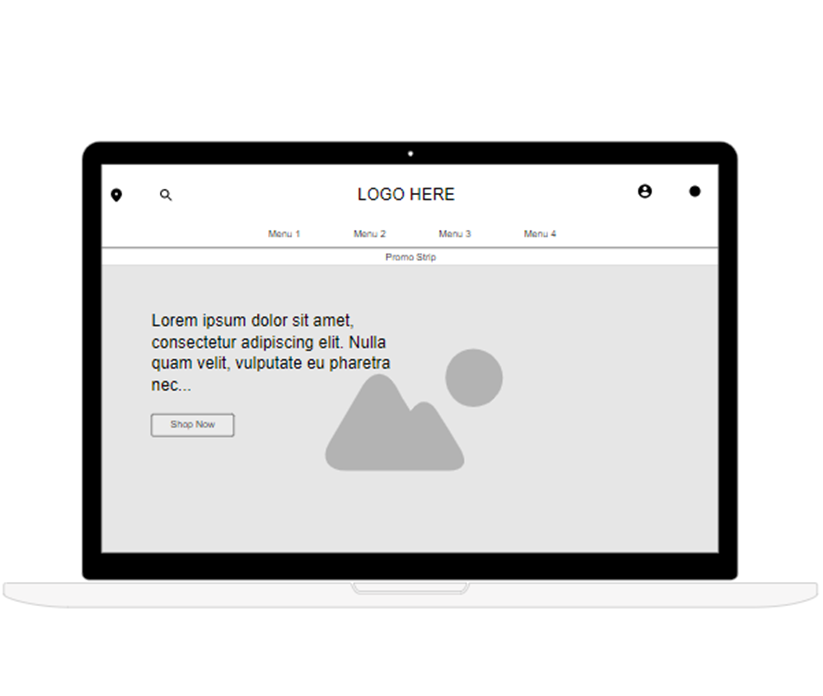 LOGO HERE
Menu 1 Menu 2 Menu 3 Menu 4
Promo Strip
Lorem ipsum dolor sit amet,
consectetur adipiscing elit. Nulla
quam velit, vulputate eu pharetra
nec...
Shop Now